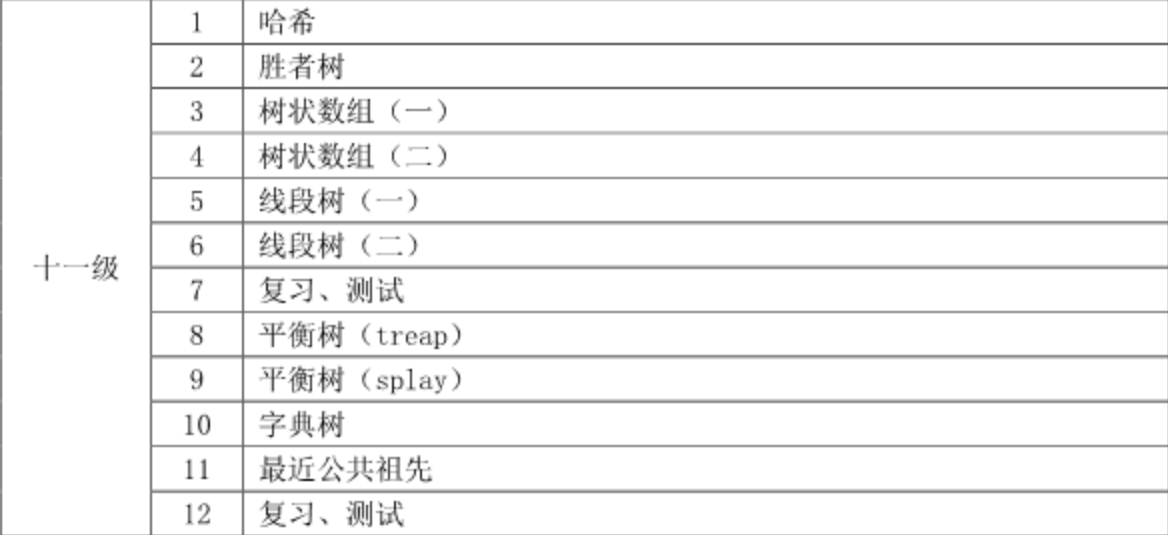 十一级
1 哈希
2 胜者树
3 树状数组（一）
4 树状数组（二）
5 线段树（一）
6 线段树（二）
7 复习、测试
8 平衡树（treap）
9 平衡树（splay）
10 字典树
11 最近公共祖先
12 复习、测试